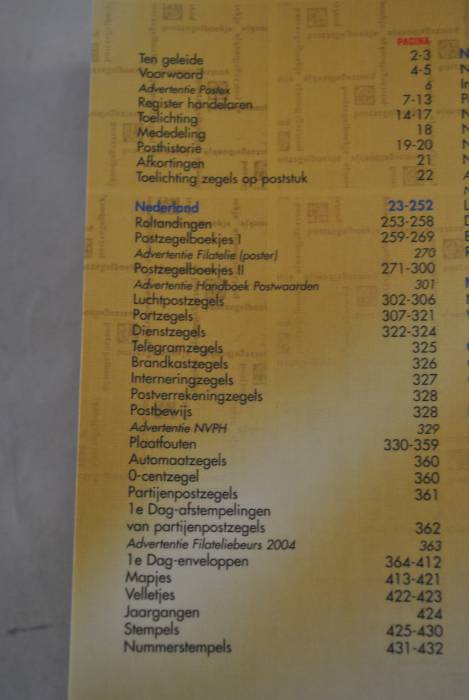 PAGINA
Ten geleide 2-3
Voorwoord 4-5
Advertentie Postex 6
Register handelaren 7-13
Toelichting 14-17
Mededeling 18
Posthistorie 19-20
Afkortingen 21
Toelichting zegels op poststuk 22
Nederland 23-252
Roltandingen 253-258
Postzegelboekjes I 259-269
Advertentie Filatelie (poster) 270
Postzegelboekjes II 271-300
Advertentie Handboek Postwaarden 301
Luchtpostzegels 302-306
Portzegels 307-321
Dienstzegels 322-324
Telegramzegels 325
Brandkastzegels 326
Interneringzegels 327
Postverrekeningzegels 328
Postbewijs 328
Advertentie NVPH 329
Plaatfouten 330-359
Automaatzegels 360
0-centzegel 360
Partijenpostzegels 361
1e Dag-afstempelingen
van partijenpostzegels 362
Advertentie Filateliebeurs 2004 363
1e Dag-enveloppen 364-412
Mapjes 413-421
Velletjes 422-423
Jaargangen 424
Stempels 425-430
Nummerstempels 431-432